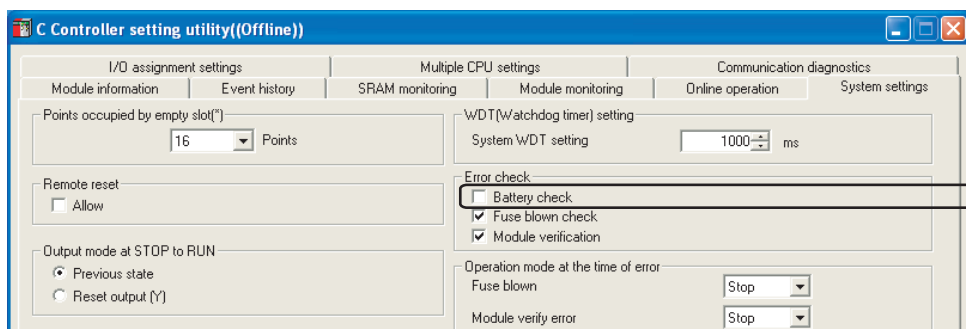 C Controller setting utility((Offline))
I/O assignment settings Multiple CPU settings Communication diagnostics
Module information Event history SRAM monitoring Module monitoring Online operation System settings
Points occupied by empty slot(*)
16 Points
Remote reset
Allow
Output mode at STOP to RUN
Previous state
Reset output (Y)
WDT(Watchdog timer) setting
System WDT setting 1000 ms
Error check
Battery check
Fuse blown check
Module verification
Operation mode at the time of error
Fuse blown Stop
Module verify error Stop